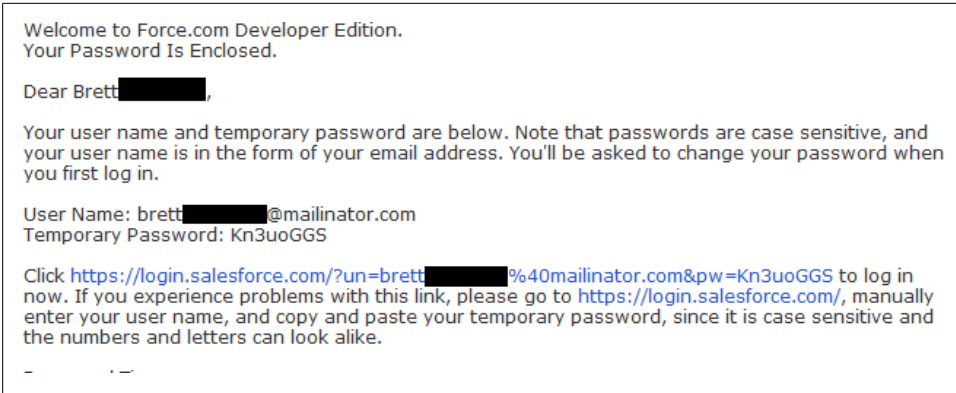 Welcome to Force.com Developer Edition.
Your Password Is Enclosed.
Dear Brett ,
Your user name and temporary password are below. Note that passwords are case sensitive, and
your user name is in the form of your email address. You'll be asked to change your password when
you first log in.
User Name: brett @mailinator.com
Temporary Password: Kn3uoGGS
Click https://login.salesforce.com/?un=brett %40mailinator.com&pw=Kn3uoGGS to log in
now. If you experience problems with this link, please go to https://login.salesforce.com/, manually
enter your user name, and copy and paste your temporary password, since it is case sensitive and
the numbers and letters can look alike.